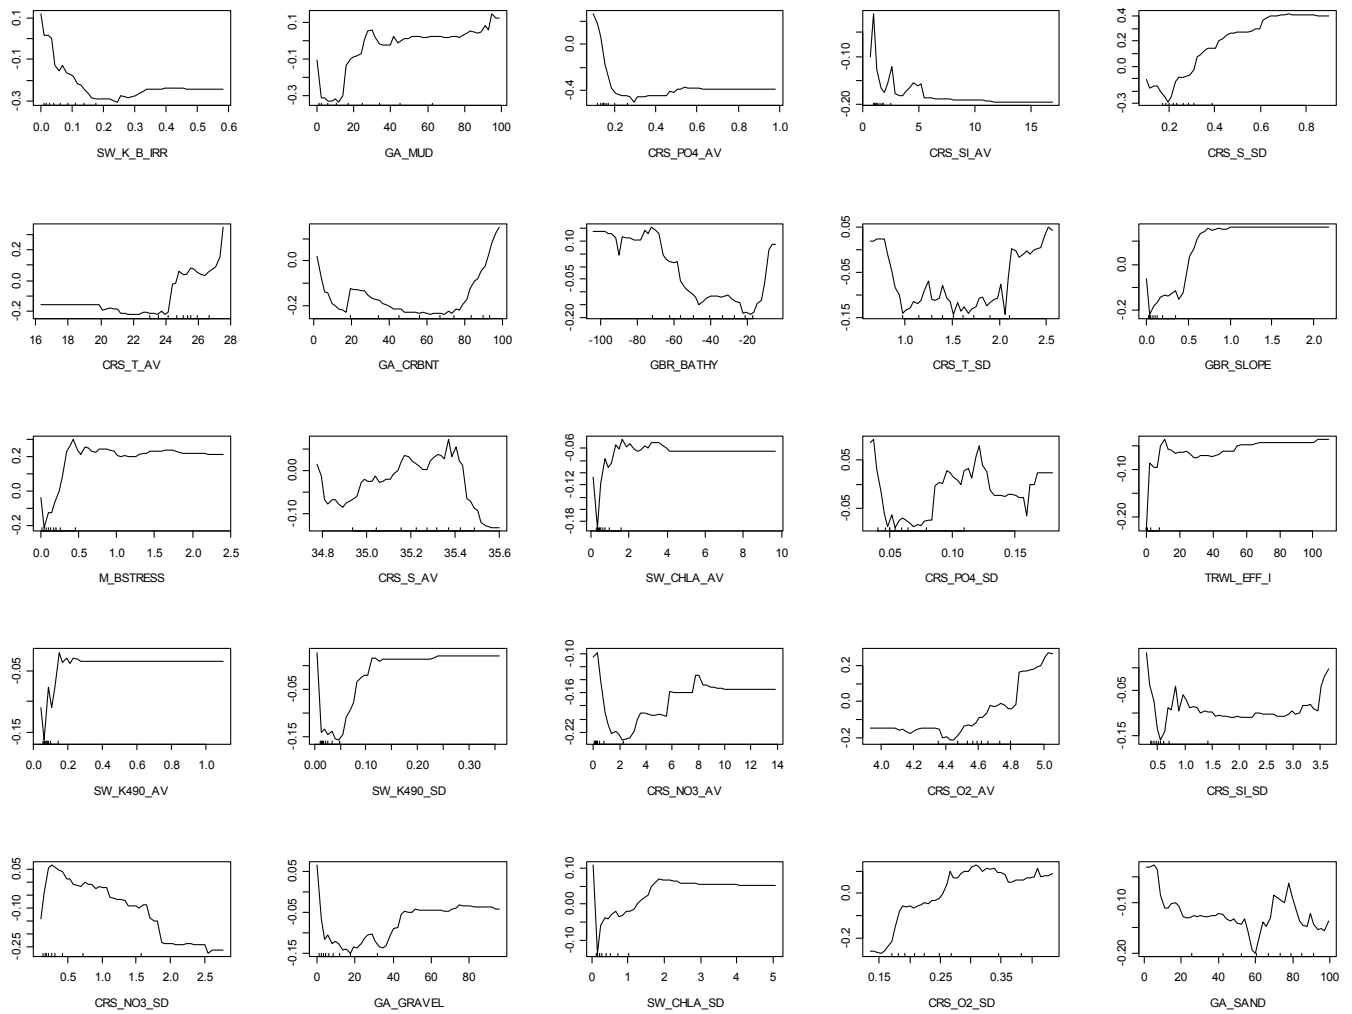 0.1
-0.1
-0.3
0.0 0.1 0.2 0.3 0.4 0.5 0.6
SW_K_B_IRR
0.1
-0.1
-0.3
0 20 40 60 80 100
GA_MUD
0.0
-0.4
0.2 0.4 0.6 0.8 1.0
CRS_PO4_AV
-0.10
-0.20
0 5 10 15
CRS_SI_AV
0.4
0.2
0.0
-0.3
0.2 0.4 0.6 0.8
CRS_S_SD
0.2
0.0
-0.2
16 18 20 22 24 26 28
CRS_T_AV
0.0
-0.2
0 20 40 60 80 100
GA_CRBNT
0.10
-0.05
-0.20
-100 -80 -60 -40 -20
GBR_BATHY
0.05
-0.05
-0.15
1.0 1.5 2.0 2.5
CRS_T_SD
0.0
-0.2
0.0 0.5 1.0 1.5 2.0
GBR_SLOPE
0.2
0.0
-0.2
0.0 0.5 1.0 1.5 2.0 2.5
M_BSTRESS
0.00
-0.10
34.8 35.0 35.2 35.4 35.6
CRS_S_AV
-0.06
-0.12
-0.18
0 2 4 6 8 10
SW_CHLA_AV
0.05
-0.05
0.05 0.10 0.15
CRS_PO4_SD
-0.10
-0.20
0 20 40 60 80 100
TRWL_EFF_I
-0.05
-0.15
0.0 0.2 0.4 0.6 0.8 1.0
SW_K490_AV
-0.05
-0.15
0.00 0.10 0.20 0.30
SW_K490_SD
-0.10
-0.16
-0.22
0 2 4 6 8 10 12 14
CRS_NO3_AV
0.2
0.0
-0.2
4.0 4.2 4.4 4.6 4.8 5.0
CRS_O2_AV
-0.05
-0.15
0.5 1.0 1.5 2.0 2.5 3.0 3.5
CRS_SI_SD
0.05
-0.10
-0.25
0.5 1.0 1.5 2.0 2.5
CRS_NO3_SD
0.05
-0.05
-0.15
0 20 40 60 80
GA_GRAVEL
0.10
0.00
-0.10
0 1 2 3 4 5
SW_CHLA_SD
0.0
-0.2
0.15 0.25 0.35
CRS_O2_SD
-0.10
-0.20
0 20 40 60 80 100
GA_SAND